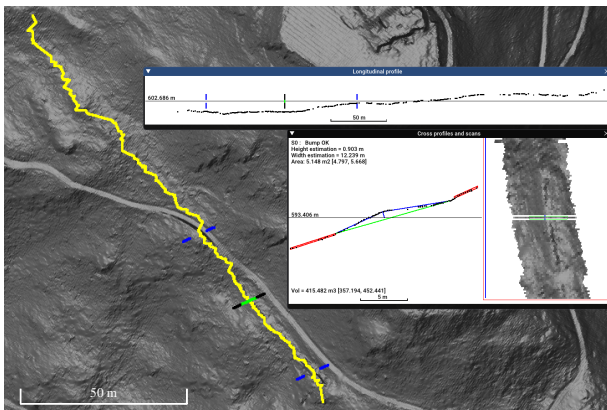 Longitudinal profile
602.686 m
50 m
Cross profiles and scans
S0 : Bump OK
Height estimation = 0.903 m
Width estimation = 12.239 m
Area: 5.148 m2 [4.797, 5.668]
593.406 m
Vol = 415.482 m3 [357.194, 452.441]
5 m
50 m